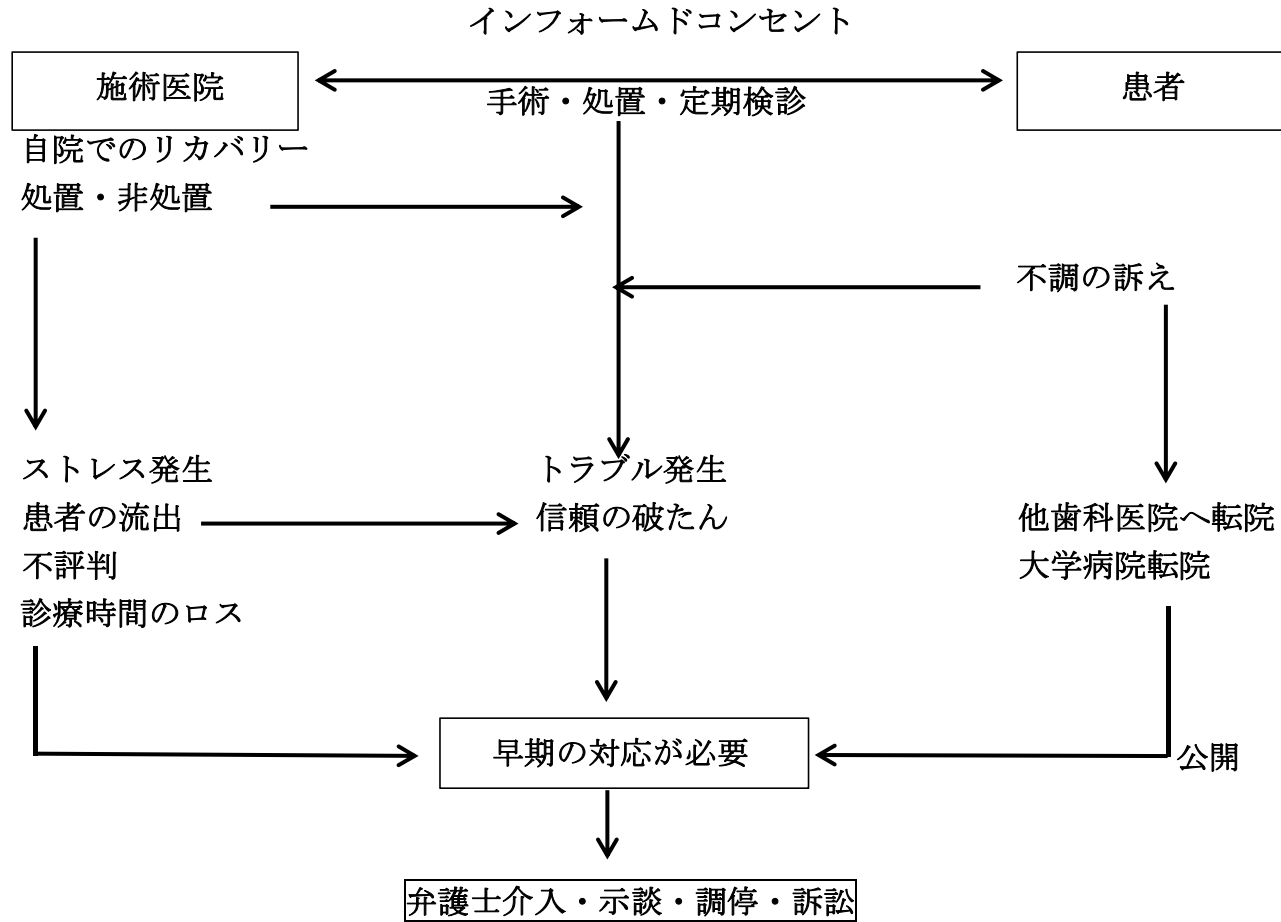 インフォームドコンセント
施術医院
患者
手術・処置・定期検診
自院でのリカバリー
処置・非処置
不調の訴え
ストレス発生
患者の流出
不評判
診療時間のロス
トラブル発生
信頼の破たん
他歯科医院へ転院
大学病院転院
早期の対応が必要
公開
弁護士介入・示談・調停・訴訟